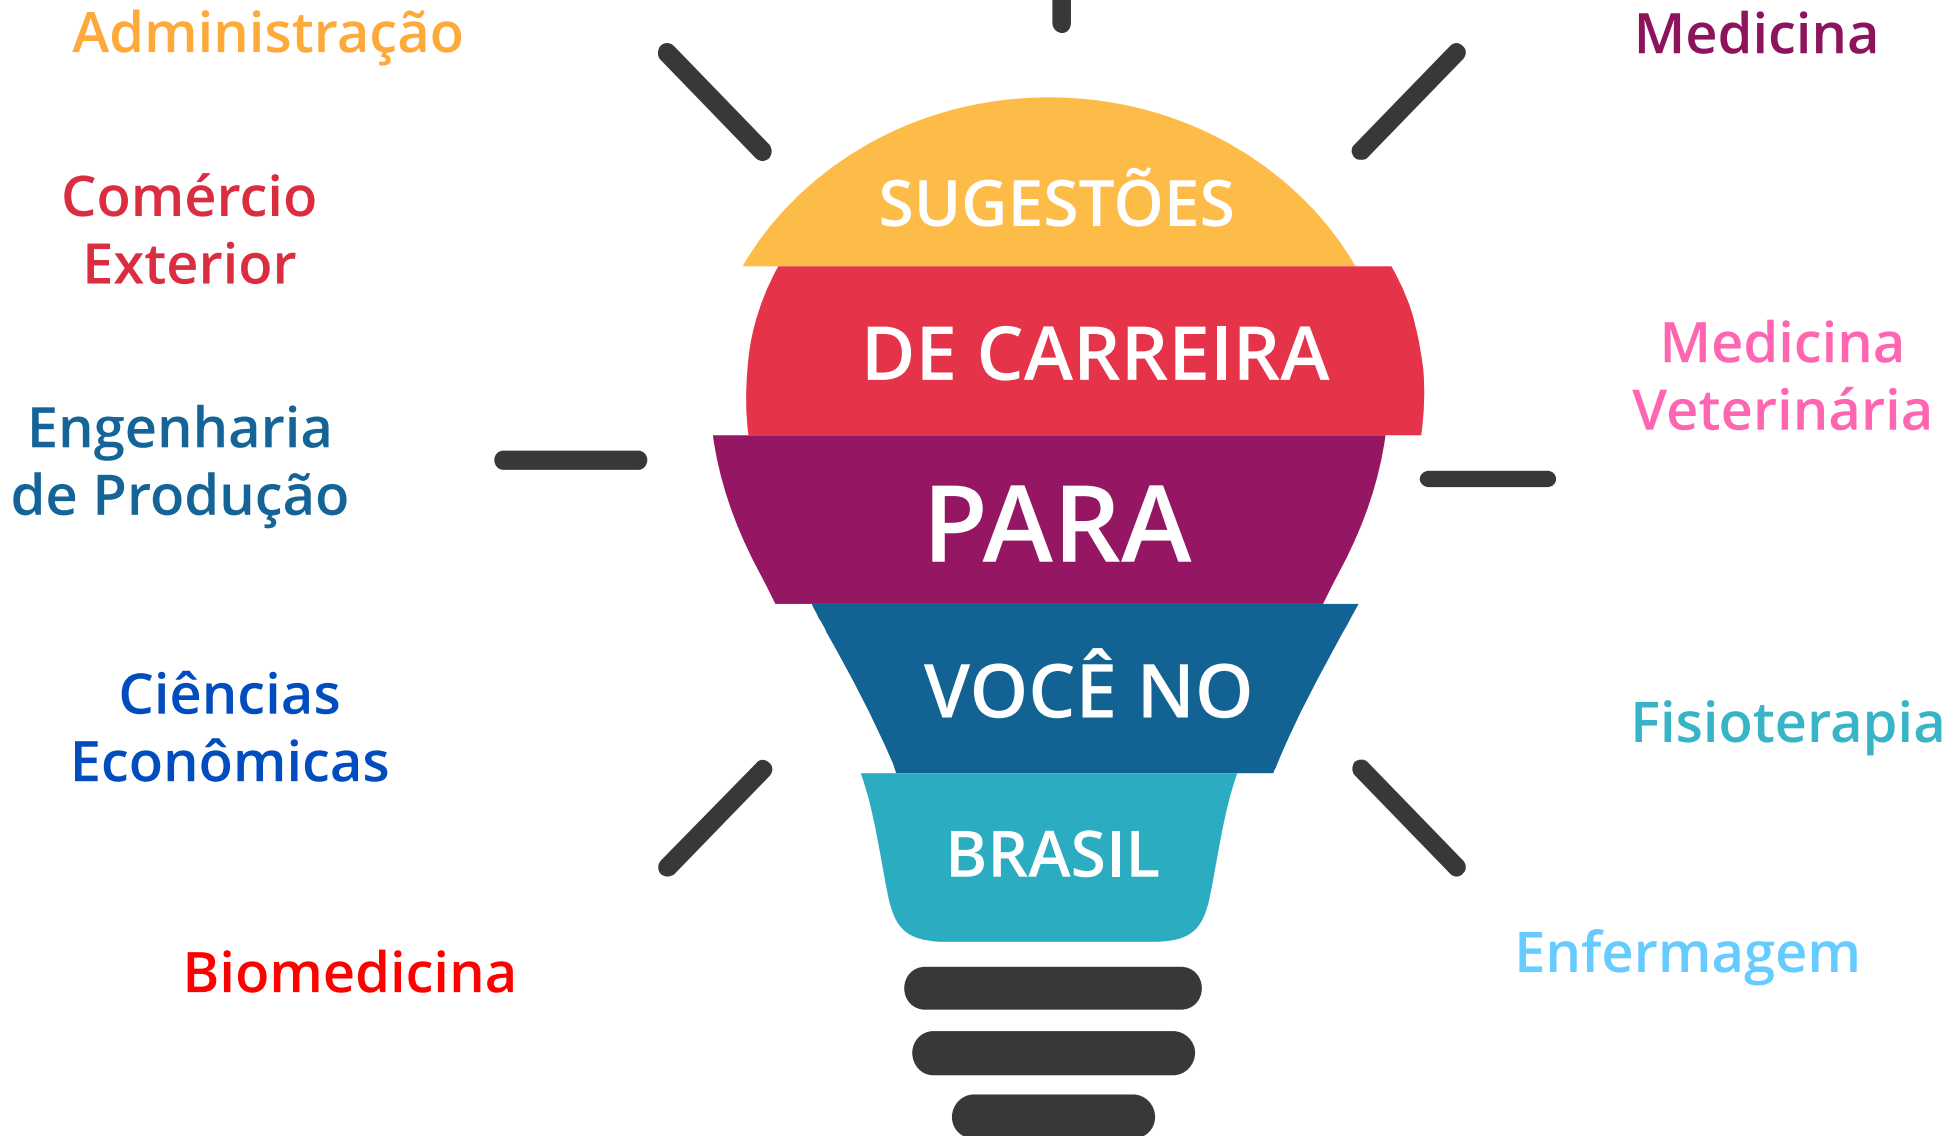 Administração
Comércio
Exterior
Engenharia
de Produção
Ciências
Econômicas
Biomedicina
SUGESTÕES
DE CARREIRA
PARA
VOCÊ NO
BRASIL
Medicina
Medicina
Veterinária
Fisioterapia
Enfermagem